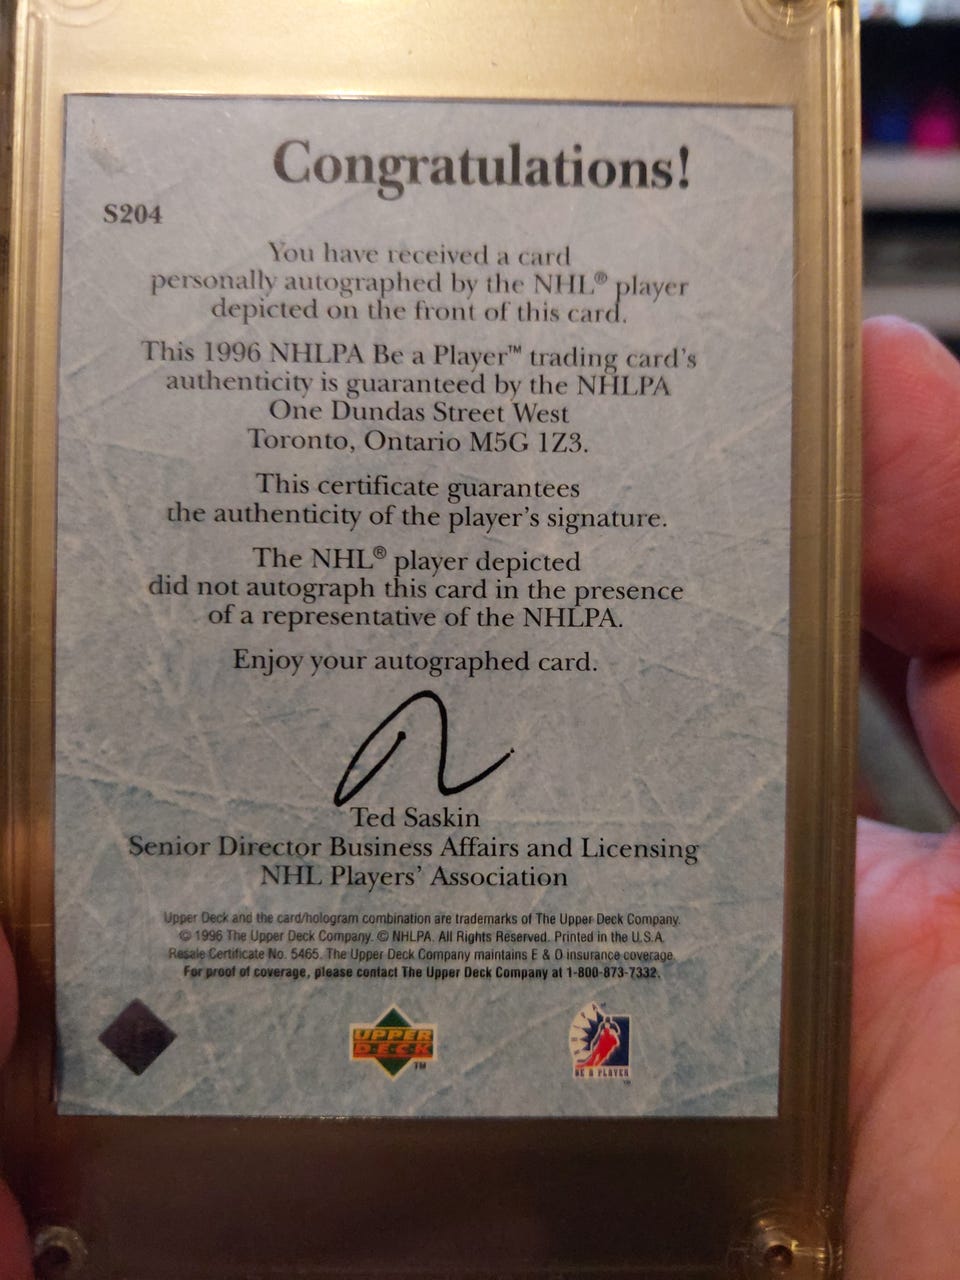 Congratulations!
S204
You have received a card
personally autographed by the NHL® player
depicted on the front of this card.
This 1996 NHLPA Be a Player™ trading card's
authenticity is guaranteed by the NHLPA
One Dundas Street West
Toronto, Ontario M5G 1Z3.
This certificate guarantees
the authenticity of the player's signature.
The NHL® player depicted
did not autograph this card in the presence
of a representative of the NHLPA.
Enjoy your autographed card.
Ted Saskin
Senior Director Business Affairs and Licensing
NHL Players' Association
Upper Deck and the card/hologram combination are trademarks of The Upper Deck Company.
© 1996 The Upper Deck Company. © NHLPA. All Rights Reserved. Printed in the U.S.A.
Resale Certificate No. 5465. The Upper Deck Company maintains E & O insurance coverage.
For proof of coverage, please contact The Upper Deck Company at 1-800-873-7332.
UPPER
DECK™
BE A PLAYER™